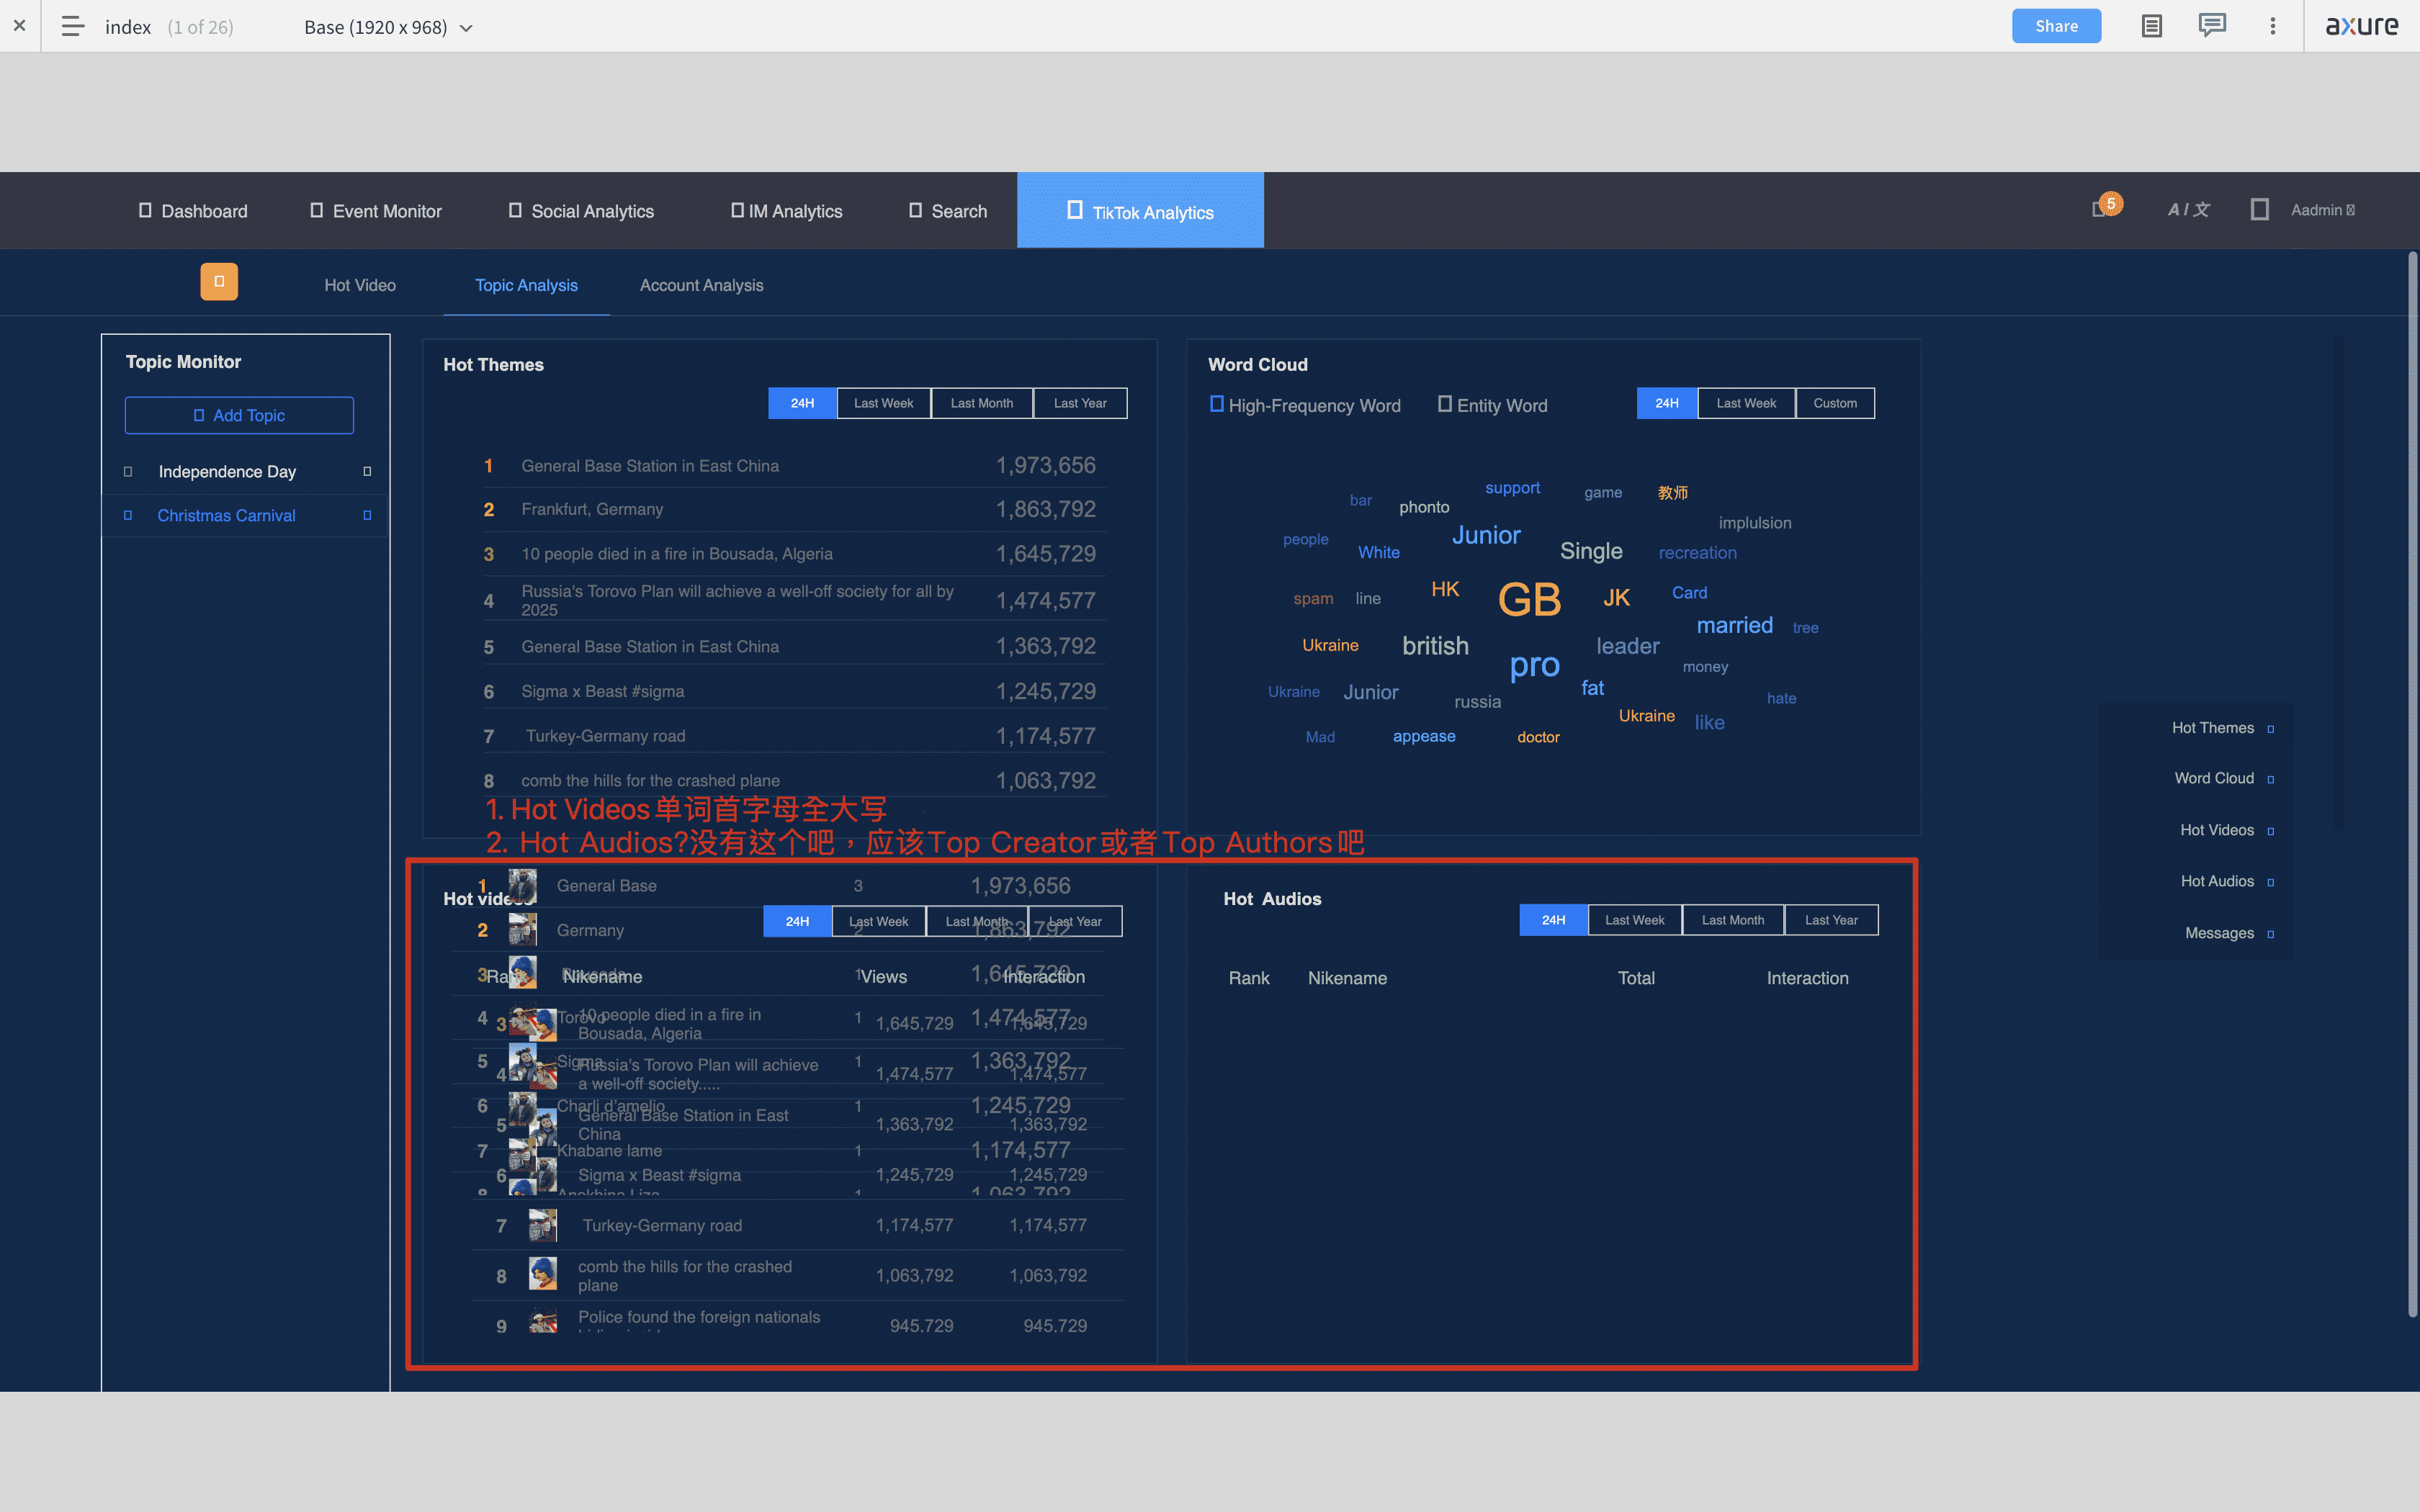 index (1 of 26) Base (1920 x 968) Share axure
Dashboard Event Monitor Social Analytics IM Analytics Search TikTok Analytics 5 A / 文 Aadmin
Hot Video Topic Analysis Account Analysis
Topic Monitor
Add Topic
Independence Day
Christmas Carnival
Hot Themes
24H Last Week Last Month Last Year
1 General Base Station in East China 1,973,656
2 Frankfurt, Germany 1,863,792
3 10 people died in a fire in Bousada, Algeria 1,645,729
4 Russia's Torovo Plan will achieve a well-off society for all by
2025 1,474,577
5 General Base Station in East China 1,363,792
6 Sigma x Beast #sigma 1,245,729
7 Turkey-Germany road 1,174,577
8 comb the hills for the crashed plane 1,063,792
Word Cloud
High-Frequency Word Entity Word 24H Last Week Custom
support game 教师
bar phonto implulsion
people White Junior Single recreation
spam line HK GB JK Card
married tree
Ukraine british leader
pro money
Ukraine Junior russia fat hate
Ukraine like
Mad appease doctor
1. Hot Videos单词首字母全大写
2. Hot Audios?没有这个吧，应该Top Creator或者Top Authors吧
Hot videos
24H Last Week Last Month Last Year
Rank Nikename Views Interaction
1 General Base 3 1,973,656
2 Germany 2 1,863,792
3 Bousada 1 1,645,729
4 Torovo 1 1,474,577
5 Sigma 1 1,363,792
6 Charli d'amelio 1 1,245,729
7 Khabane lame 1 1,174,577
8 Anokhina Liza 1 1,063,792
3 10 people died in a fire in
Bousada, Algeria 1,645,729 1,645,729
4 Russia's Torovo Plan will achieve
a well-off society..... 1,474,577 1,474,577
5 General Base Station in East
China 1,363,792 1,363,792
6 Sigma x Beast #sigma 1,245,729 1,245,729
7 Turkey-Germany road 1,174,577 1,174,577
8 comb the hills for the crashed
plane 1,063,792 1,063,792
9 Police found the foreign nationals 945,729 945,729
Hot Audios
24H Last Week Last Month Last Year
Rank Nikename Total Interaction
Hot Themes
Word Cloud
Hot Videos
Hot Audios
Messages